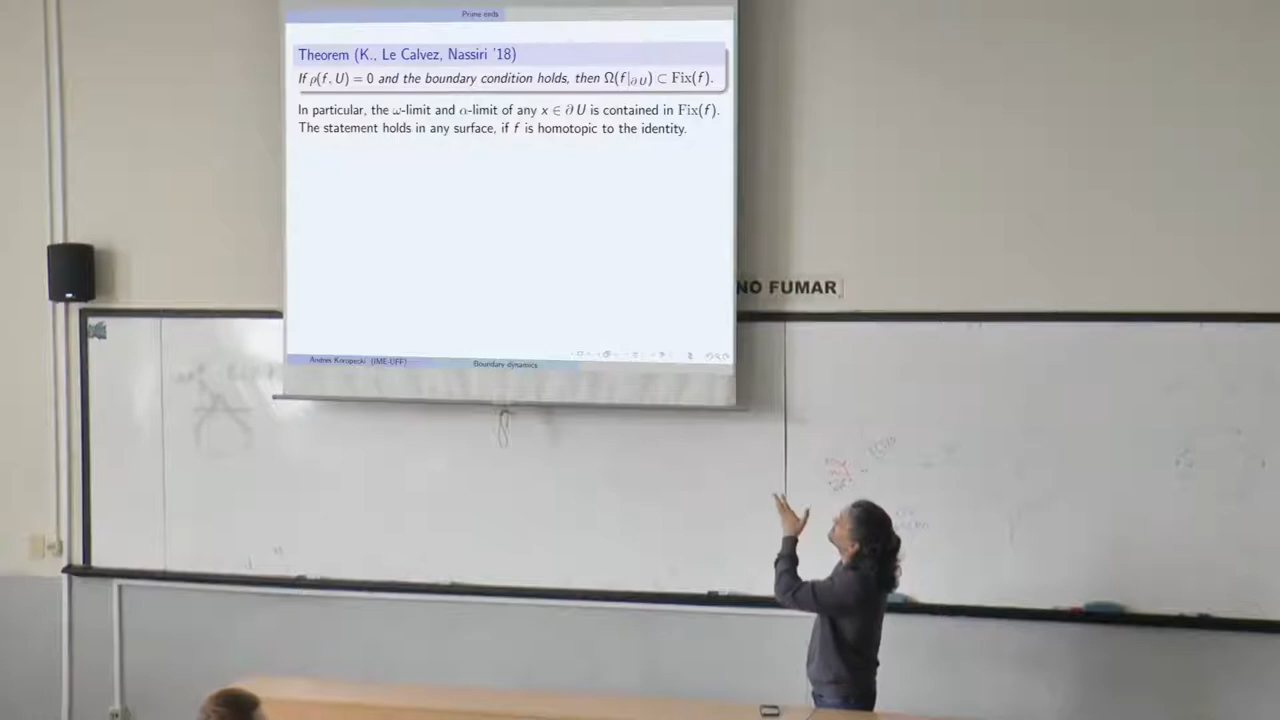 Prime ends
Theorem (K., Le Calvez, Nassiri '18)
If ρ(f, U) = 0 and the boundary condition holds, then Ω(f|∂U) ⊂ Fix(f).
In particular, the ω-limit and α-limit of any x ∈ ∂U is contained in Fix(f).
The statement holds in any surface, if f is homotopic to the identity.
Andres Koropecki (IME-UFF)
Boundary dynamics
NO FUMAR